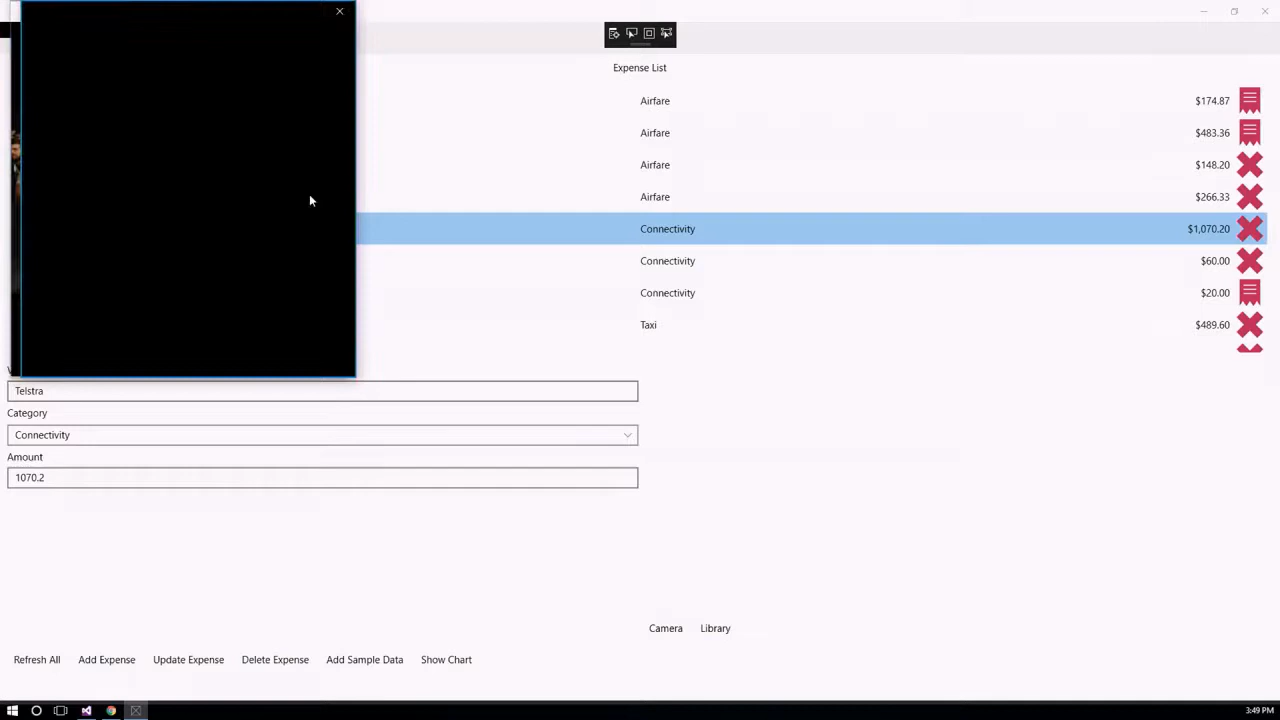 Expense List
Airfare $174.87
Airfare $483.36
Airfare $148.20
Airfare $266.33
Connectivity $1,070.20
Connectivity $60.00
Connectivity $20.00
Taxi $489.60
Telstra
Category
Connectivity
Amount
1070.2
Camera Library
Refresh All Add Expense Update Expense Delete Expense Add Sample Data Show Chart
3:49 PM